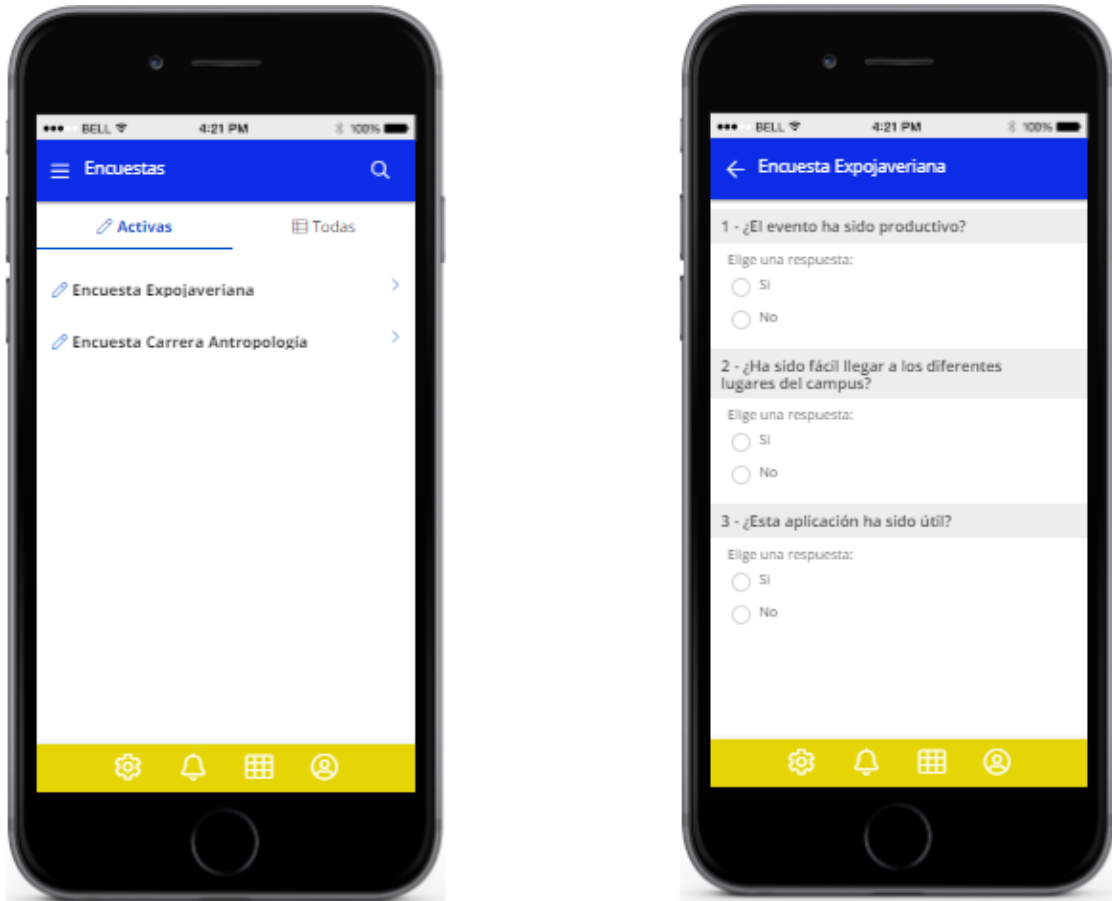 BELL 4:21 PM 100%
Encuestas
Activas Todas
Encuesta Expojaveriana
Encuesta Carrera Antropología
BELL 4:21 PM 100%
Encuesta Expojaveriana
1 - ¿El evento ha sido productivo?
Elige una respuesta:
Si
No
2 - ¿Ha sido fácil llegar a los diferentes
lugares del campus?
Elige una respuesta:
Si
No
3 - ¿Esta aplicación ha sido útil?
Elige una respuesta:
Si
No